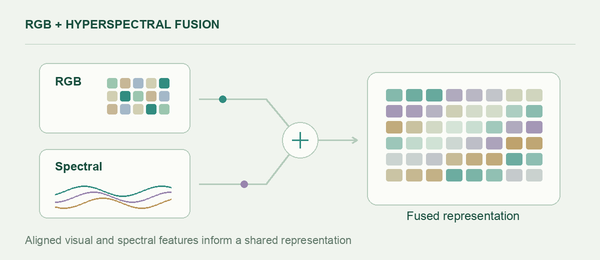 RGB + HYPERSPECTRAL FUSION
RGB
Spectral
Fused representation
Aligned visual and spectral features inform a shared representation